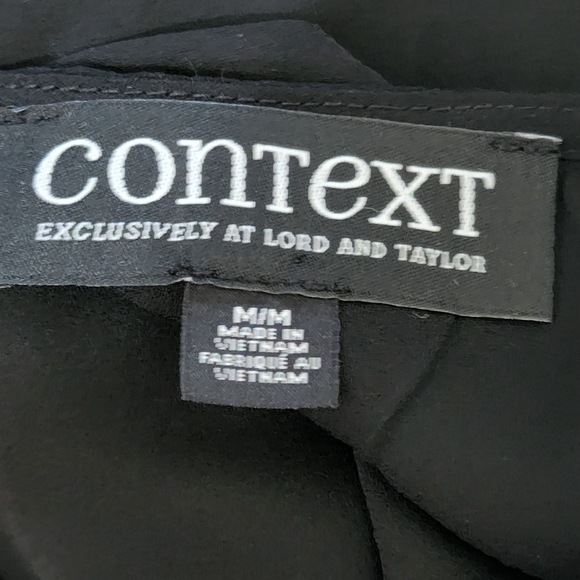 conTexT
EXCLUSIVELY AT LORD AND TAYLOR
M/M
MADE IN
VIETNAM
FABRIQUÉ AU
VIETNAM